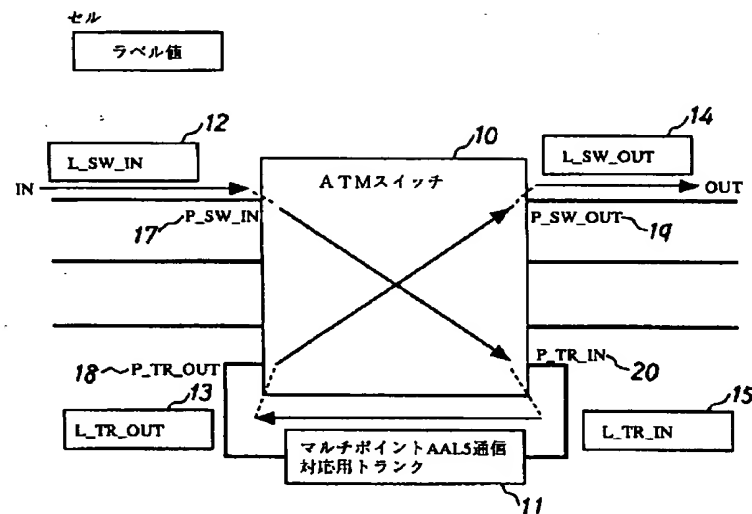 セル
ラベル値
12
10
14
L_SW_IN
ATMスイッチ
L_SW_OUT
IN
OUT
P_SW_IN
17
P_SW_OUT
19
18
P_TR_OUT
P_TR_IN
20
13
15
L_TR_OUT
マルチポイントAAL5通信
対応用トランク
L_TR_IN
11